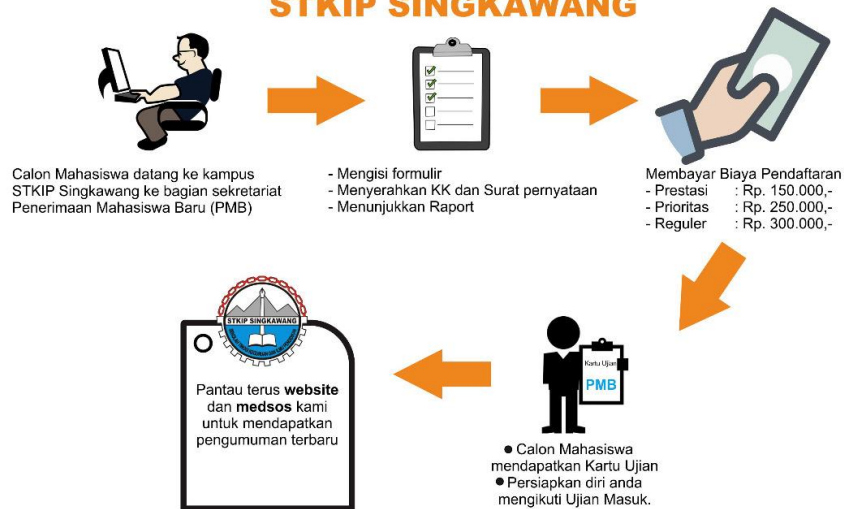 STKIP SINGKAWANG
Calon Mahasiswa datang ke kampus
STKIP Singkawang ke bagian sekretariat
Penerimaan Mahasiswa Baru (PMB)
- Mengisi formulir
- Menyerahkan KK dan Surat pernyataan
- Menunjukkan Raport
Membayar Biaya Pendaftaran
- Prestasi : Rp. 150.000,-
- Prioritas : Rp. 250.000,-
- Reguler : Rp. 300.000,-
Kartu Ujian
PMB
● Calon Mahasiswa
mendapatkan Kartu Ujian
● Persiapkan diri anda
mengikuti Ujian Masuk.
STKIP SINGKAWANG
Pantau terus website
dan medsos kami
untuk mendapatkan
pengumuman terbaru